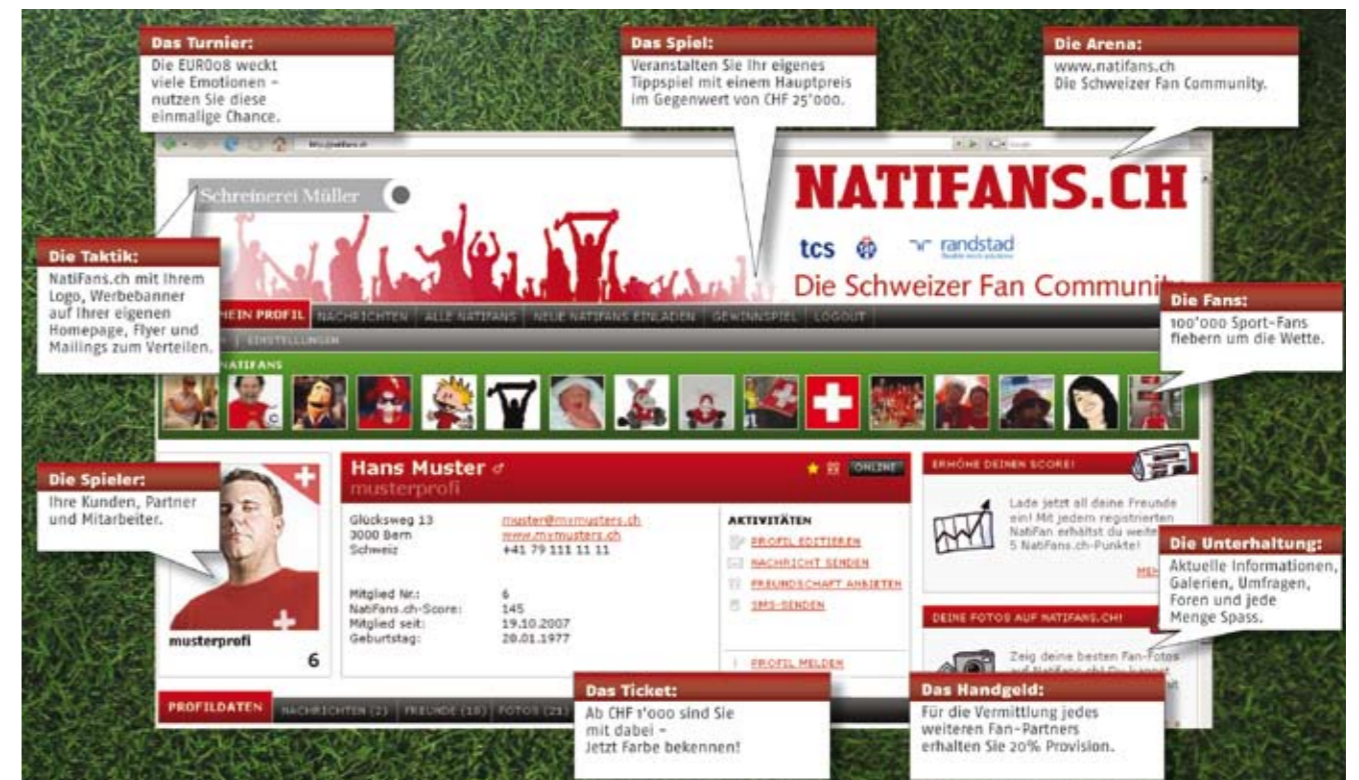 Das Turnier:
Die EURO08 weckt
viele Emotionen –
nutzen Sie diese
einmalige Chance.
Das Spiel:
Veranstalten Sie Ihr eigenes
Tippspiel mit einem Hauptpreis
im Gegenwert von CHF 25'000.
Die Arena:
www.natifans.ch
Die Schweizer Fan Community.
Schreinerei Müller
NATIFANS.CH
tcs randstad
Die Schweizer Fan Communit
Die Taktik:
NatiFans.ch mit Ihrem
Logo, Werbebanner
auf Ihrer eigenen
Homepage, Flyer und
Mailings zum Verteilen.
Die Fans:
100'000 Sport-Fans
fiebern um die Wette.
MEIN PROFIL NACHRICHTEN ALLE NATIFANS NEUE NATIFANS EINLADEN GEWINNSPIEL LOGOUT
EINSTELLUNGEN
NATIFANS
Die Spieler:
Ihre Kunden, Partner
und Mitarbeiter.
musterprofi
6
Hans Muster ♂
musterprofi
ONLINE
Glücksweg 13 muster@mymusters.ch
3000 Bern www.mymusters.ch
Schweiz +41 79 111 11 11
Mitglied Nr.: 6
NatiFans.ch-Score: 145
Mitglied seit: 19.10.2007
Geburtstag: 20.01.1977
AKTIVITÄTEN
PROFIL EDITIEREN
NACHRICHT SENDEN
FREUNDSCHAFT ANBIETEN
SMS-SENDEN
PROFIL MELDEN
ERHÖHE DEINEN SCORE!
Lade jetzt all deine Freunde
ein! Mit jedem registrierten
NatiFan erhältst du weite
5 NatiFans.ch-Punkte!
Die Unterhaltung:
Aktuelle Informationen,
Galerien, Umfragen,
Foren und jede
Menge Spass.
DEINE FOTOS AUF NATIFANS.CH!
Zeig deine besten Fan-Fotos
PROFILDATEN NACHRICHTEN (2) FREUNDE (18) FOTOS (21)
Das Ticket:
Ab CHF 1'000 sind Sie
mit dabei –
Jetzt Farbe bekennen!
Das Handgeld:
Für die Vermittlung jedes
weiteren Fan-Partners
erhalten Sie 20% Provision.